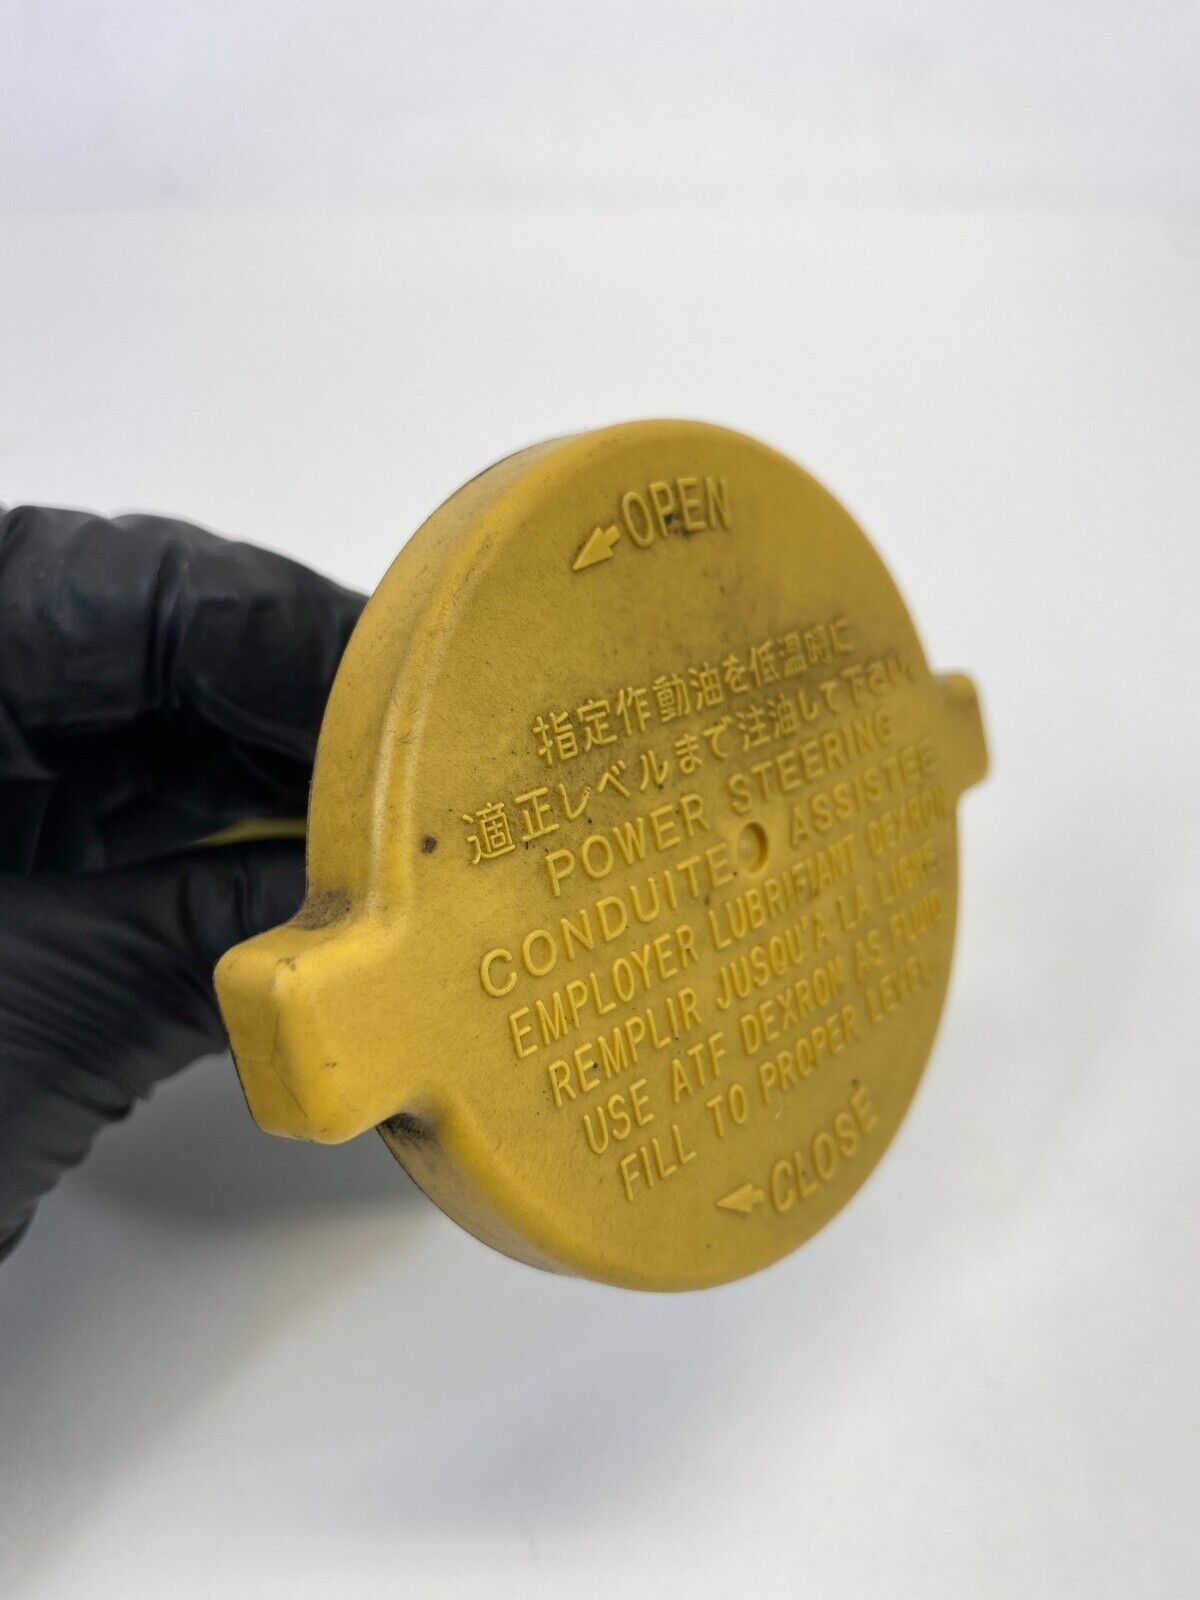 OPEN
指定作動油を低温時に
適正レベルまで注油して下さい。
POWER STEERING
CONDUITE ASSISTEE
EMPLOYER LUBRIFIANT DEXRON
REMPLIR JUSQU'À-LA LIGNE
USE ATF DEXRON AS FLUID
FILL TO PROPER LEVEL
CLOSE